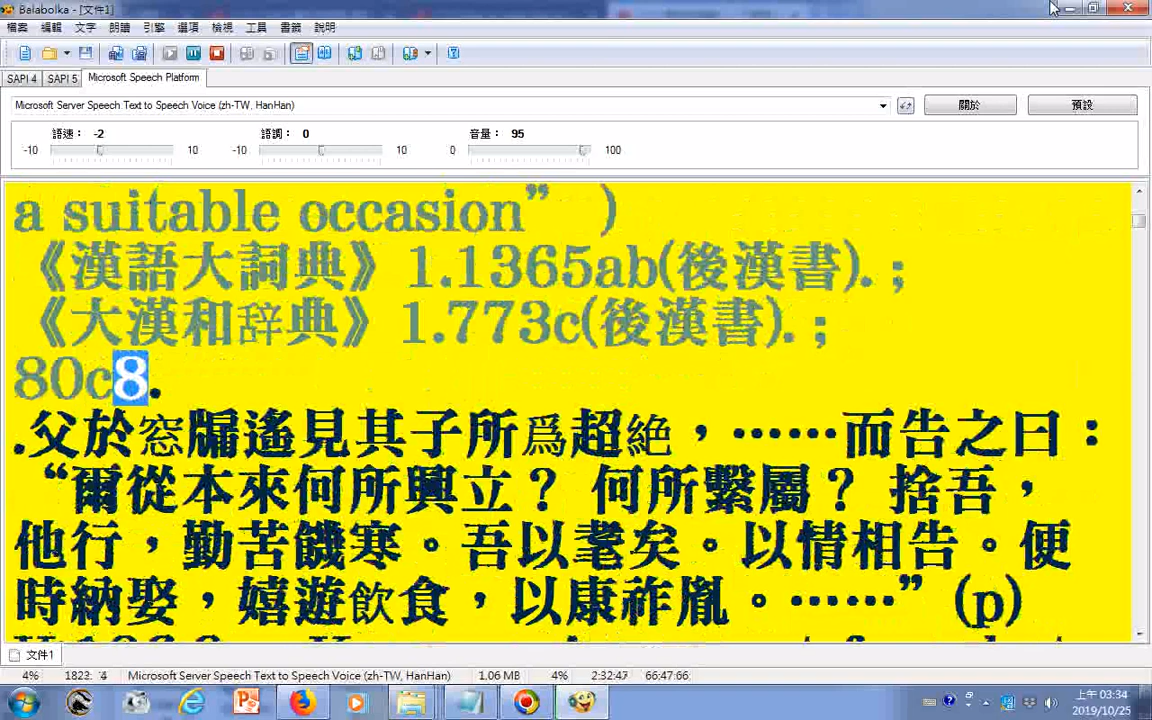 Balabolka - [文件1]
檔案 編輯 文字 朗讀 引擎 選項 檢視 工具 書籤 說明
SAPI 4 SAPI 5 Microsoft Speech Platform
Microsoft Server Speech Text to Speech Voice (zh-TW, HanHan) 關於 預設
語速： -2 語調： 0 音量： 95
-10 10 -10 10 0 100
a suitable occasion” )
《漢語大詞典》 1.1365ab(後漢書).；
《大漢和辞典》 1.773c(後漢書).；
80c8.
.父於窓牖遙見其子所爲超絶，⋯⋯而告之曰：
“爾從本來何所興立？ 何所繫屬？ 捨吾，
他行，勤苦饑寒。吾以耄矣。以情相告。便
時納娶，嬉遊飲食，以康祚胤。⋯⋯” (p)
文件1
4% Microsoft Server Speech Text to Speech Voice (zh-TW, HanHan) 1.06 MB 4% 2:32:47 66:47:66
上午 03:34
2019/10/25